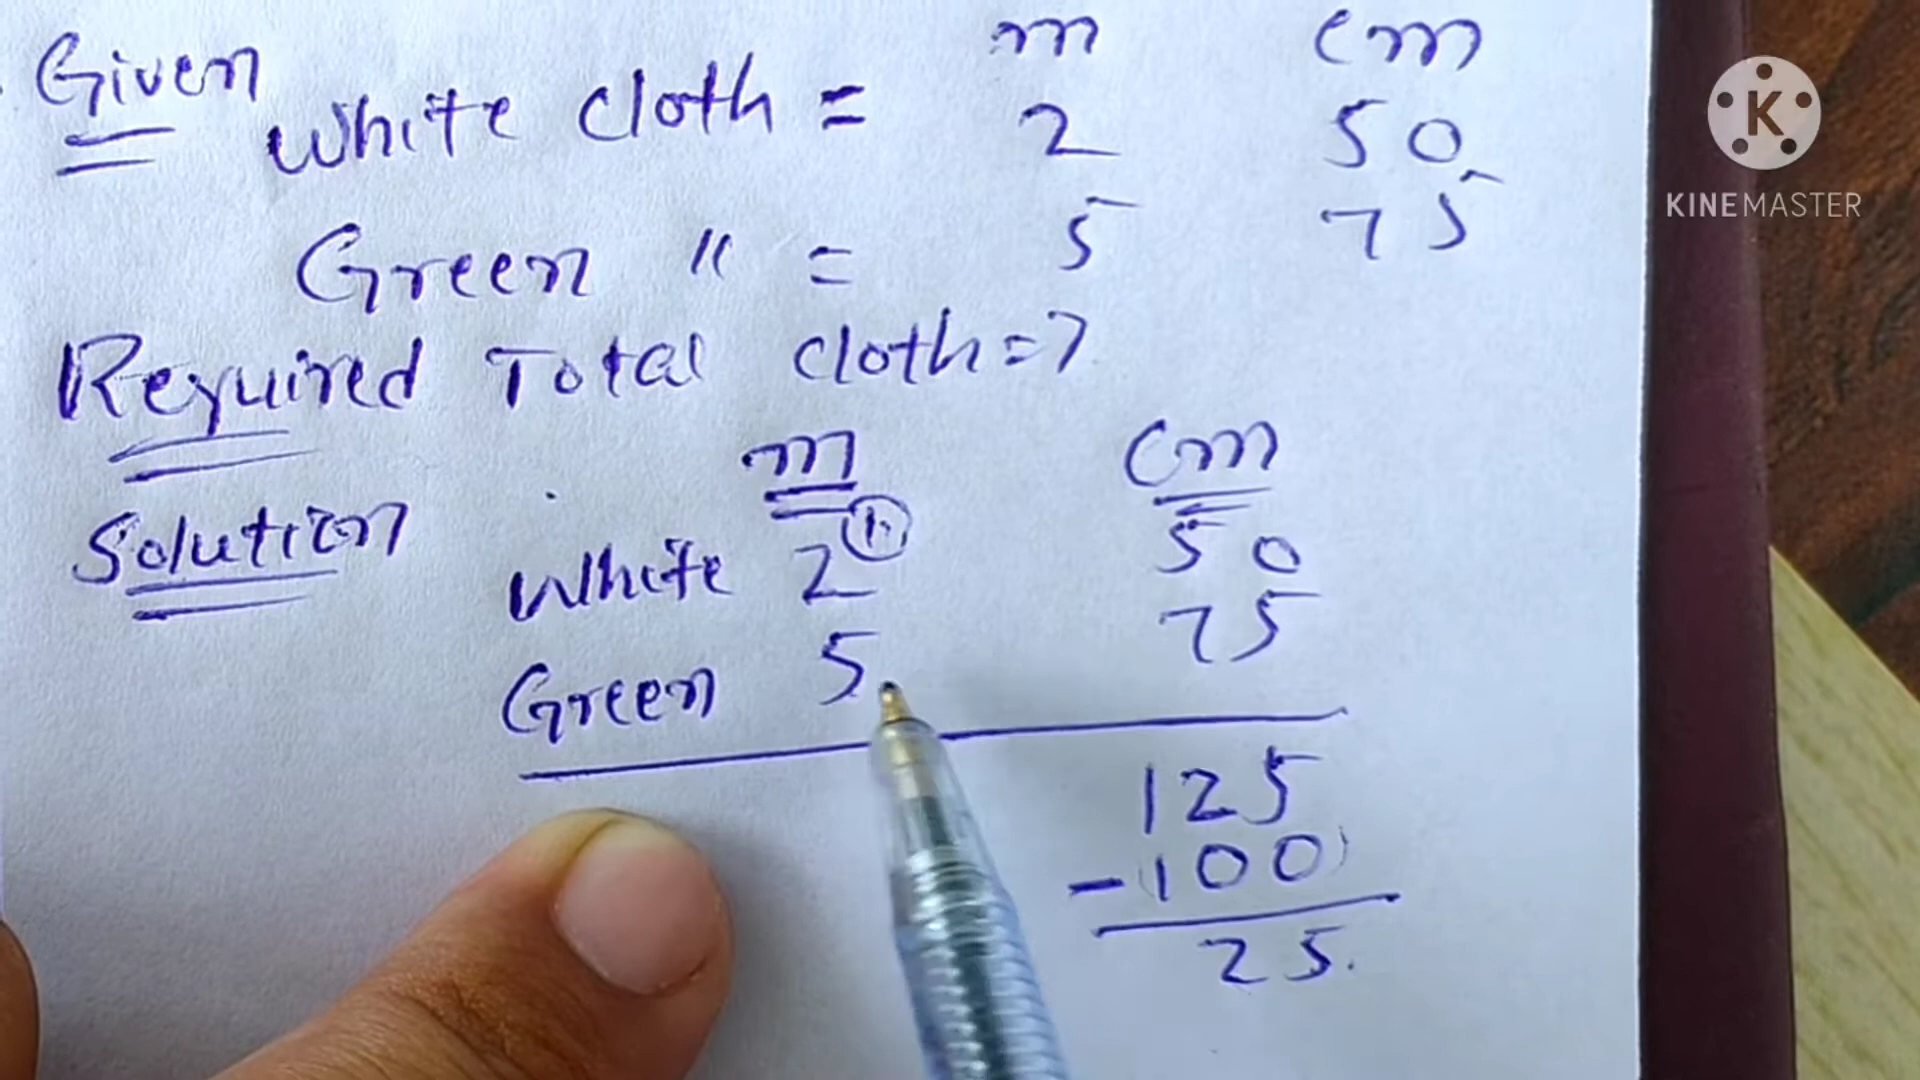 Given
m cm
White cloth = 2 50
Green " = 5 75
Required Total cloth = ?
m cm
Solution
1
White 2 50
Green 5 75
125
-100
25.
K
KINEMASTER